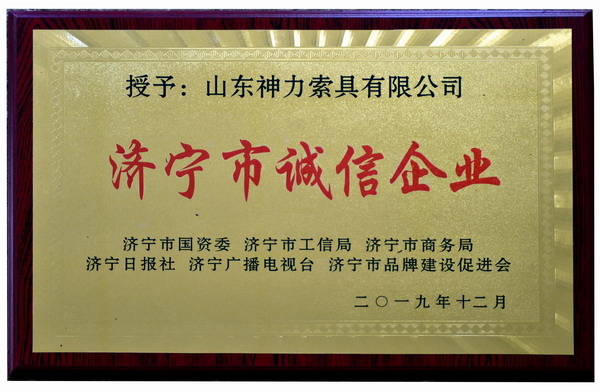 授予：山东神力索具有限公司
济宁市诚信企业
济宁市国资委 济宁市工信局 济宁市商务局
济宁日报社 济宁广播电视台 济宁市品牌建设促进会
二〇一九年十二月